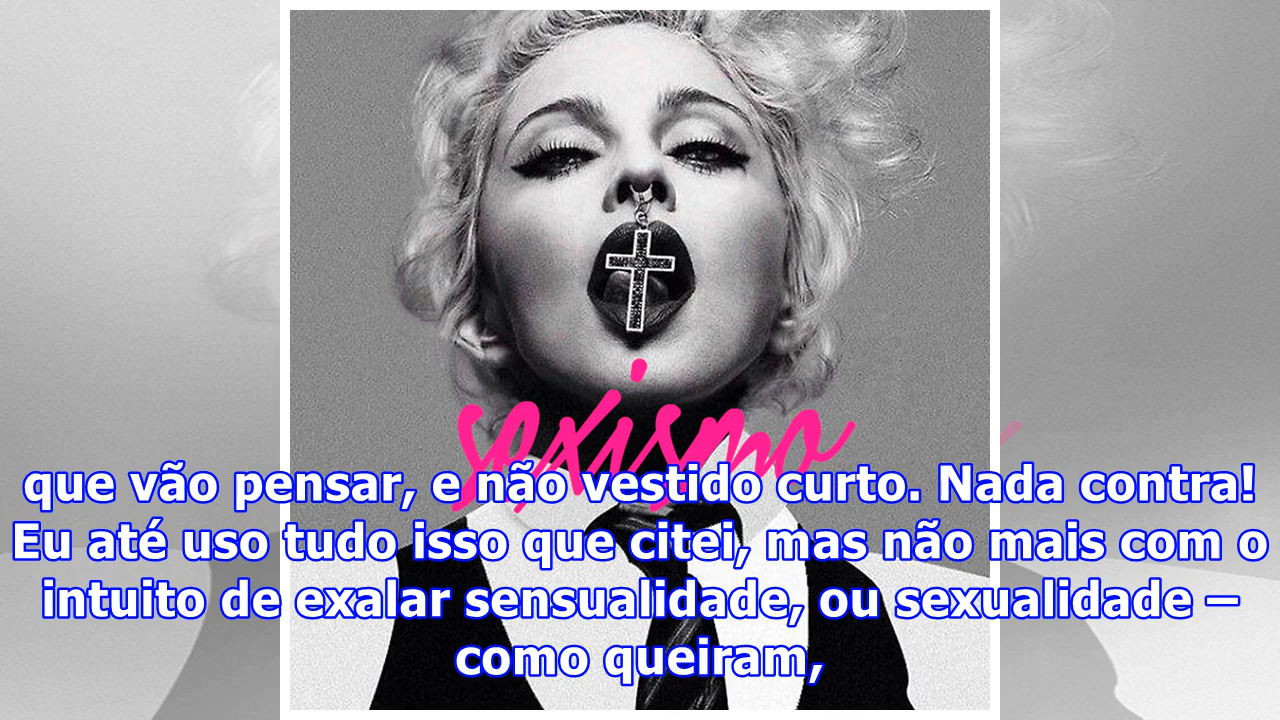 sexismo
que vão pensar, e não vestido curto. Nada contra!
Eu até uso tudo isso que citei, mas não mais com o
intuito de exalar sensualidade, ou sexualidade –
como queiram,